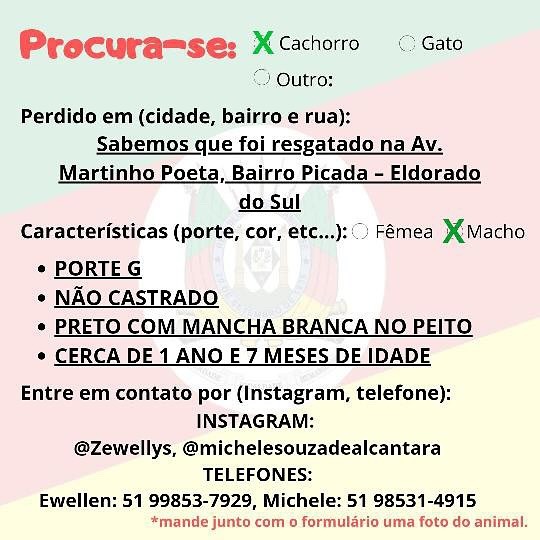 Procura-se: X Cachorro Gato
Outro:
Perdido em (cidade, bairro e rua):
Sabemos que foi resgatado na Av.
Martinho Poeta, Bairro Picada – Eldorado
do Sul
Características (porte, cor, etc...): Fêmea X Macho
• PORTE G
• NÃO CASTRADO
• PRETO COM MANCHA BRANCA NO PEITO
• CERCA DE 1 ANO E 7 MESES DE IDADE
Entre em contato por (Instagram, telefone):
INSTAGRAM:
@Zewellys, @michelesouzadealcantara
TELEFONES:
Ewellen: 51 99853-7929, Michele: 51 98531-4915
*mande junto com o formulário uma foto do animal.